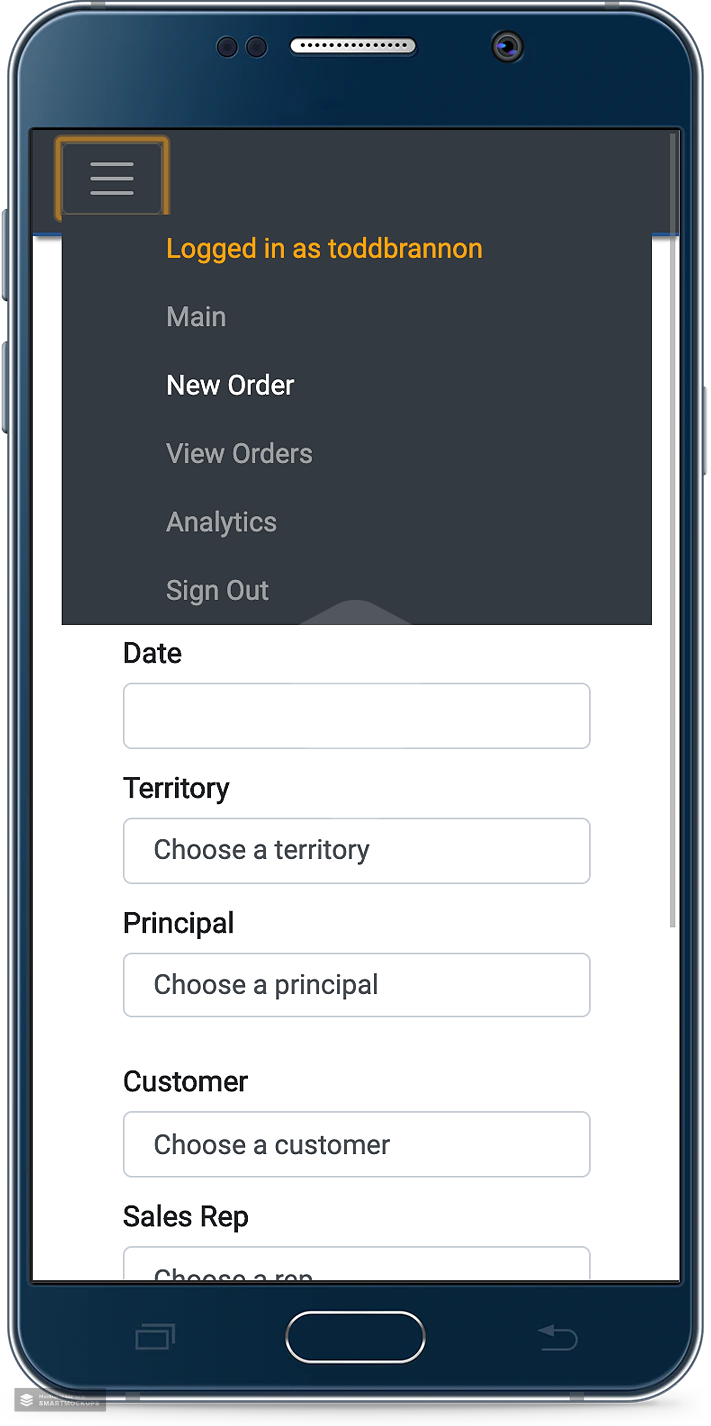 Logged in as toddbrannon
Main
New Order
View Orders
Analytics
Sign Out
Date
Territory
Choose a territory
Principal
Choose a principal
Customer
Choose a customer
Sales Rep
Choose a rep
SMARTMOCKUPS